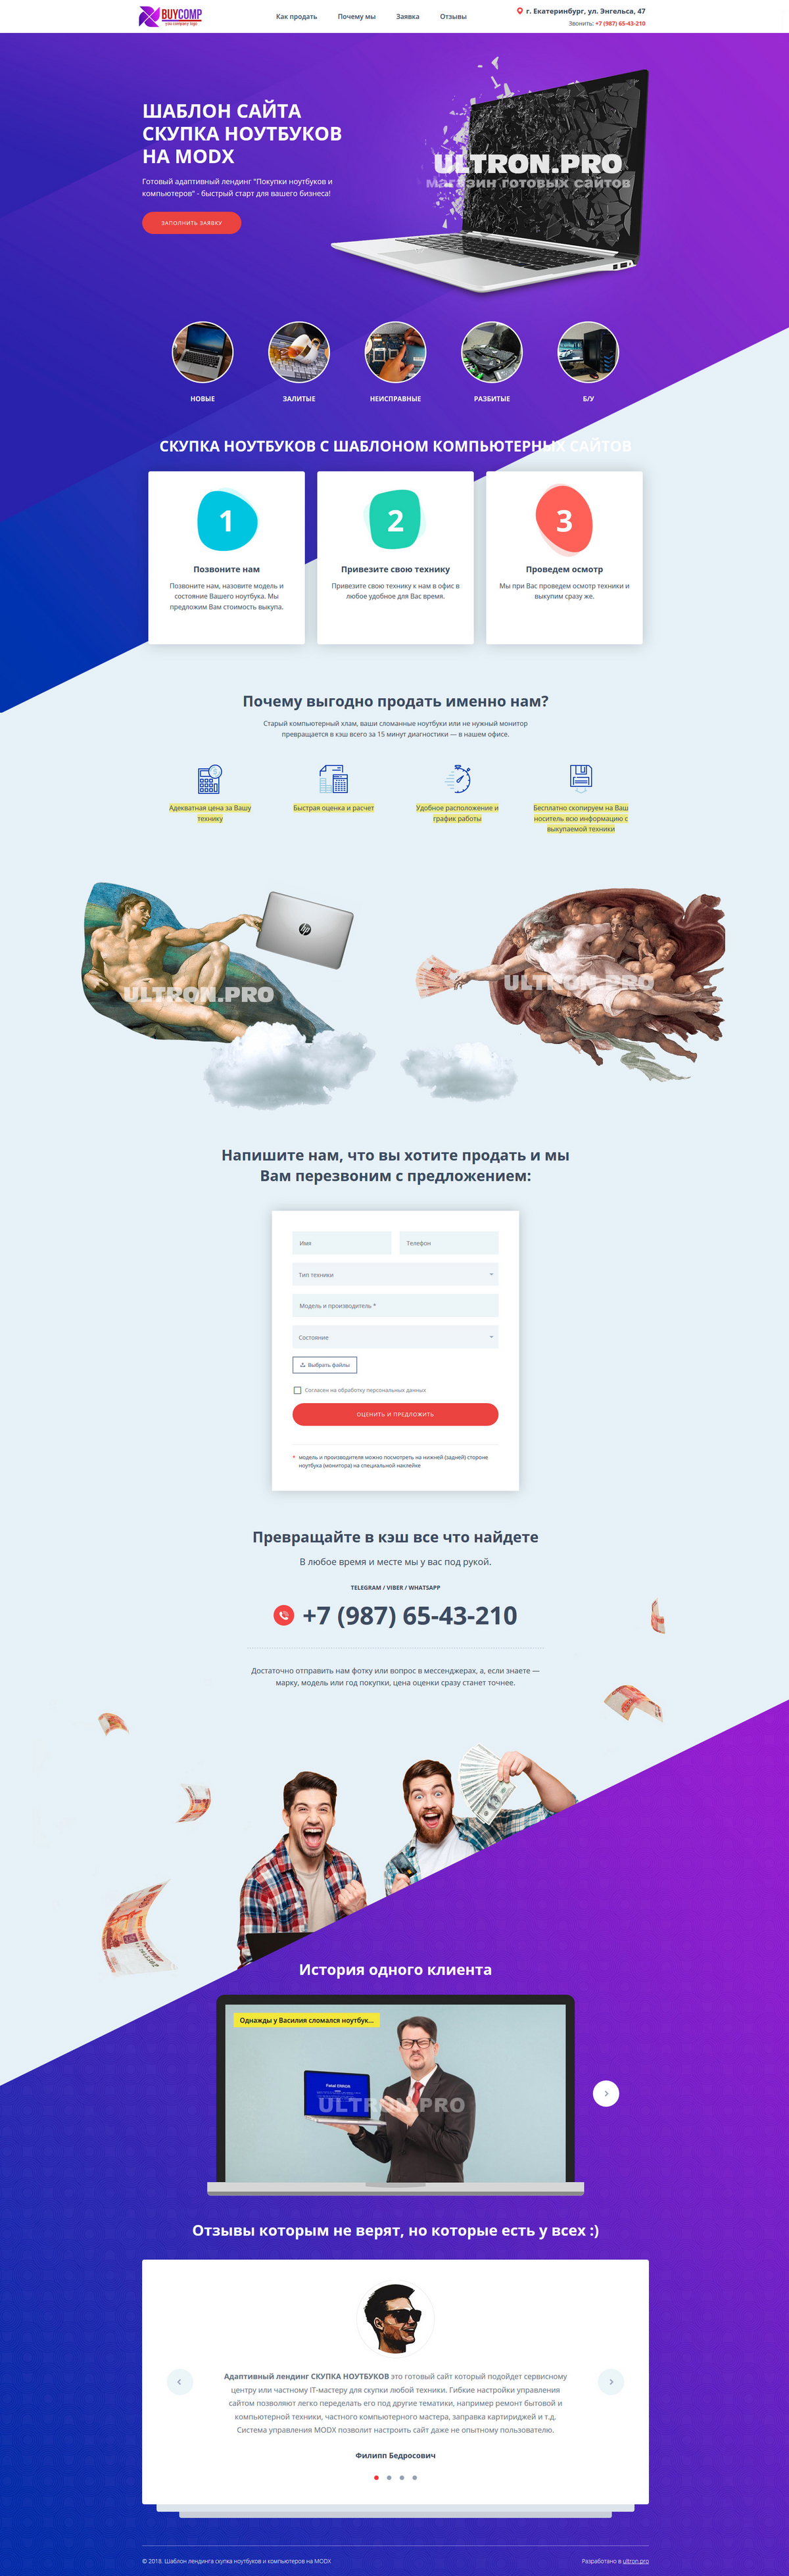 BUYCOMP
you company logo
Как продать
Почему мы
Заявка
Отзывы
г. Екатеринбург, ул. Энгельса, 47
Звонить: +7 (987) 65-43-210
ШАБЛОН САЙТА
СКУПКА НОУТБУКОВ
НА MODX
Готовый адаптивный лендинг "Покупки ноутбуков и
компьютеров" - быстрый старт для вашего бизнеса!
ЗАПОЛНИТЬ ЗАЯВКУ
ULTRON.PRO
магазин готовых сайтов
НОВЫЕ
ЗАЛИТЫЕ
НЕИСПРАВНЫЕ
РАЗБИТЫЕ
Б/У
СКУПКА НОУТБУКОВ С ШАБЛОНОМ КОМПЬЮТЕРНЫХ САЙТОВ
1
Позвоните нам
Позвоните нам, назовите модель и
состояние Вашего ноутбука. Мы
предложим Вам стоимость выкупа.
2
Привезите свою технику
Привезите свою технику к нам в офис в
любое удобное для Вас время.
3
Проведем осмотр
Мы при Вас проведем осмотр техники и
выкупим сразу же.
Почему выгодно продать именно нам?
Старый компьютерный хлам, ваши сломанные ноутбуки или не нужный монитор
превращается в кэш всего за 15 минут диагностики — в нашем офисе.
Адекватная цена за Вашу
технику
Быстрая оценка и расчет
Удобное расположение и
график работы
Бесплатно скопируем на Ваш
носитель всю информацию с
выкупаемой техники
hp
ULTRON.PRO
ULTRON.PRO
Напишите нам, что вы хотите продать и мы
Вам перезвоним с предложением:
Имя
Телефон
Тип техники
Модель и производитель *
Состояние
Выбрать файлы
Согласен на обработку персональных данных
ОЦЕНИТЬ И ПРЕДЛОЖИТЬ
* модель и производителя можно посмотреть на нижней (задней) стороне
ноутбука (монитора) на специальной наклейке
Превращайте в кэш все что найдете
В любое время и месте мы у вас под рукой.
TELEGRAM / VIBER / WHATSAPP
+7 (987) 65-43-210
Достаточно отправить нам фотку или вопрос в мессенджерах, а, если знаете —
марку, модель или год покупки, цена оценки сразу станет точнее.
История одного клиента
Однажды у Василия сломался ноутбук...
Fatal ERROR
ULTRON.PRO
Отзывы которым не верят, но которые есть у всех :)
Адаптивный лендинг СКУПКА НОУТБУКОВ это готовый сайт который подойдет сервисному
центру или частному IT-мастеру для скупки любой техники. Гибкие настройки управления
сайтом позволяют легко переделать его под другие тематики, например ремонт бытовой и
компьютерной техники, частного компьютерного мастера, заправка картириджей и т.д.
Система управления MODX позволит настроить сайт даже не опытному пользователю.
Филипп Бедросович
© 2018. Шаблон лендинга скупка ноутбуков и компьютеров на MODX
Разработано в ultron.pro